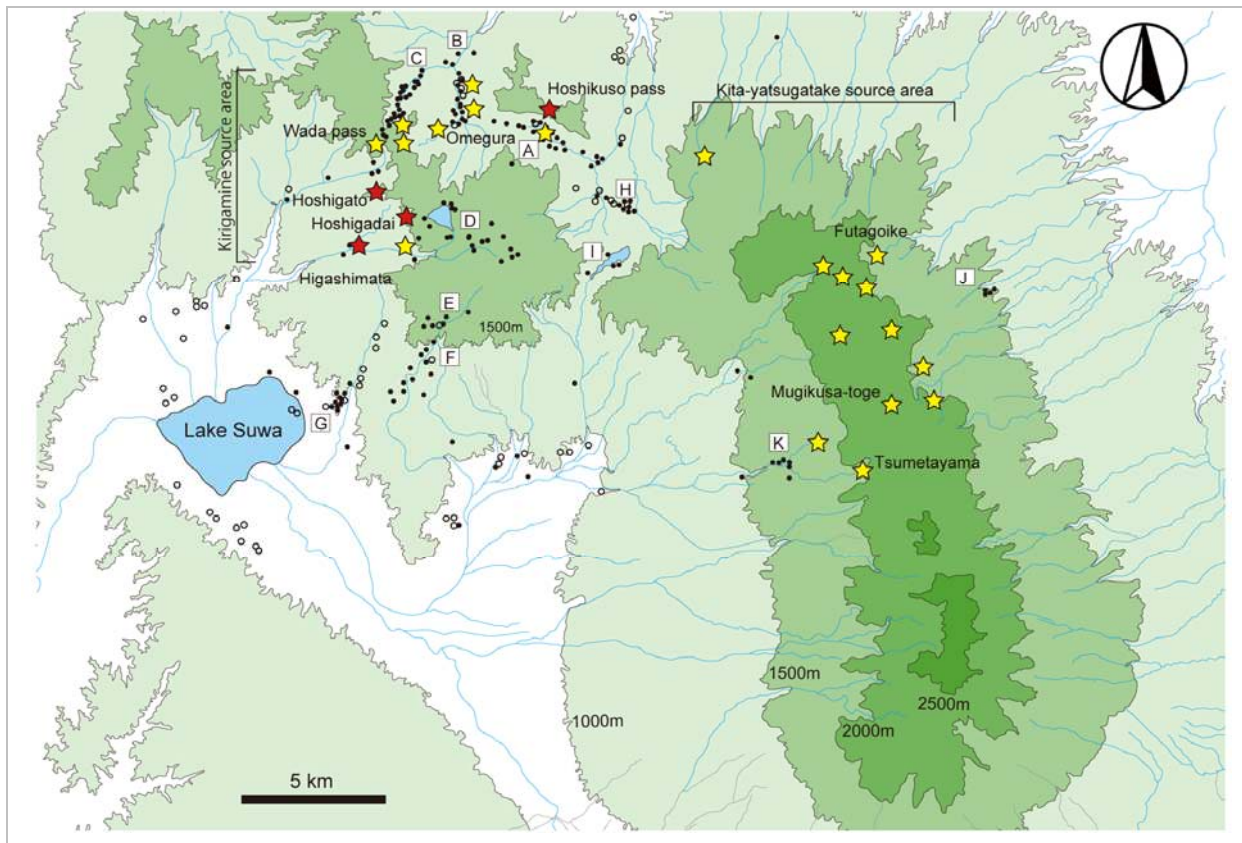 B
C
Hoshikuso pass
Kita-yatsugatake source area
Kirigamine source area
Wada pass
Omegura
A
Hoshigato
H
Hoshigadai
D
Futagoike
I
Higashimata
J
E
1500m
F
Mugikusa-toge
G
Lake Suwa
K
Tsumetayama
1500m
2500m
1000m
2000m
5 km